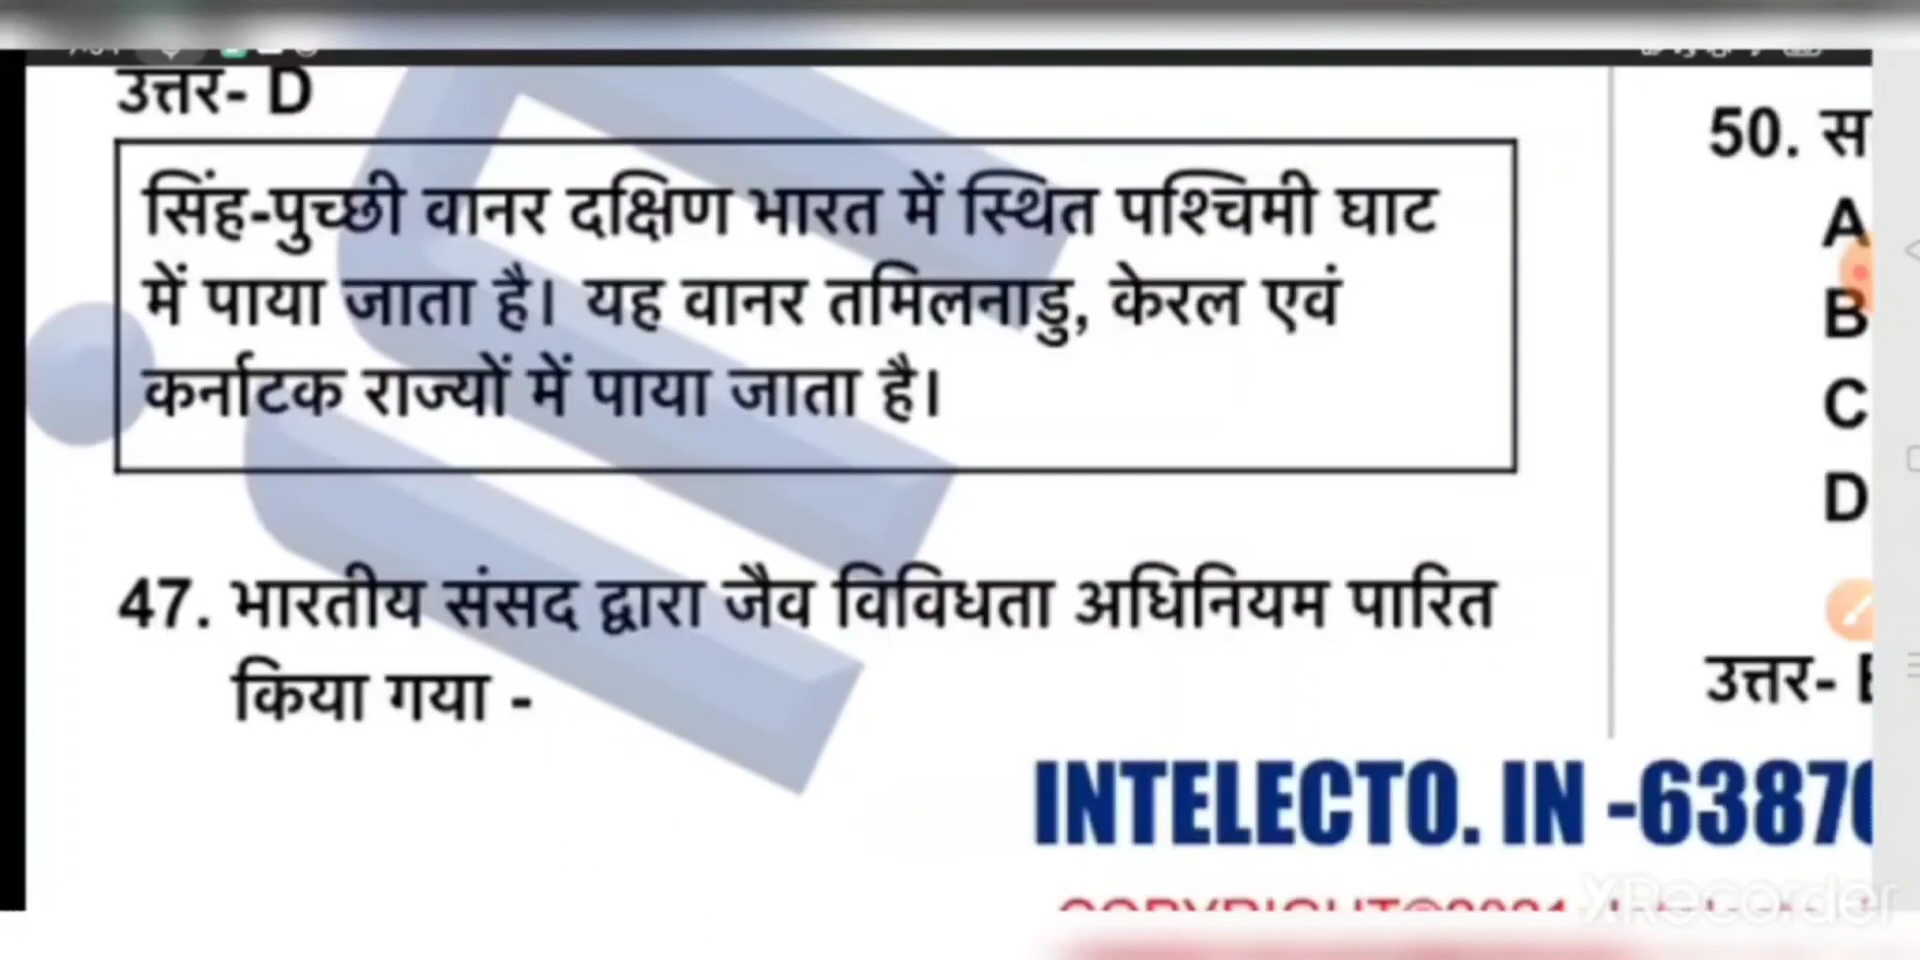 उत्तर- D
सिंह-पुच्छी वानर दक्षिण भारत में स्थित पश्चिमी घाट
में पाया जाता है। यह वानर तमिलनाडु, केरल एवं
कर्नाटक राज्यों में पाया जाता है।
47. भारतीय संसद द्वारा जैव विविधता अधिनियम पारित
किया गया -
50. स
A
B
C
D
उत्तर-
INTELECTO. IN -6387
XRecorder